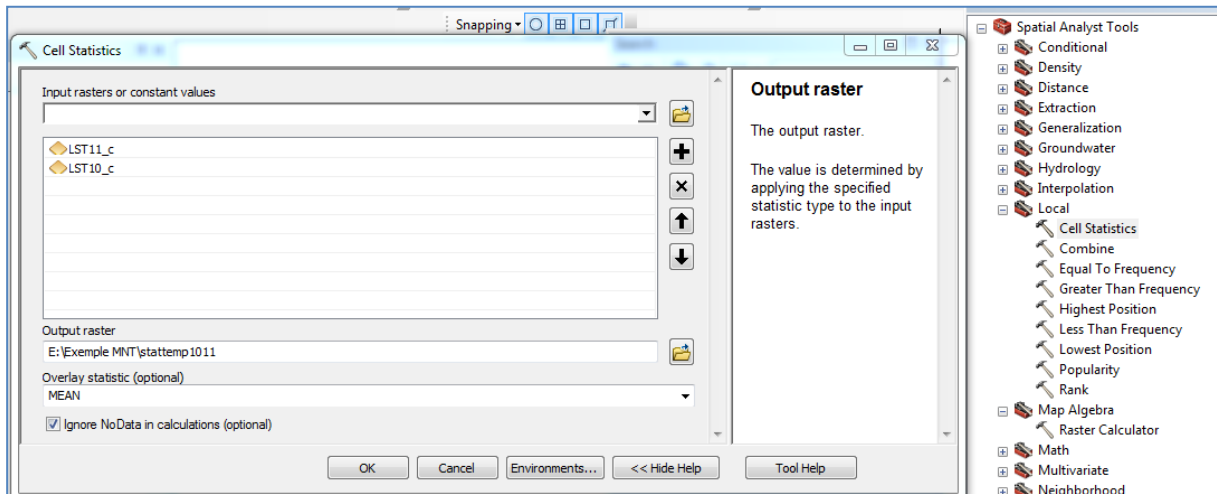 Snapping
Cell Statistics
Input rasters or constant values
LST11_c
LST10_c
Output raster
E:\Exemple MNT\stattemp1011
Overlay statistic (optional)
MEAN
Ignore NoData in calculations (optional)
OK
Cancel
Environments...
<< Hide Help
Tool Help
Output raster
The output raster.
The value is determined by
applying the specified
statistic type to the input
rasters.
Spatial Analyst Tools
Conditional
Density
Distance
Extraction
Generalization
Groundwater
Hydrology
Interpolation
Local
Cell Statistics
Combine
Equal To Frequency
Greater Than Frequency
Highest Position
Less Than Frequency
Lowest Position
Popularity
Rank
Map Algebra
Raster Calculator
Math
Multivariate
Neighborhood